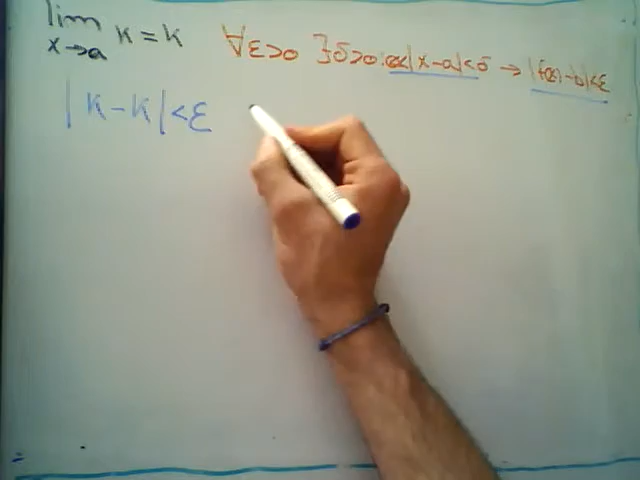 lim x→a K = K
∀ε>0 ∃δ>0: 0<|x-a|<δ → |f(x)-b|<ε
|K-K|<ε